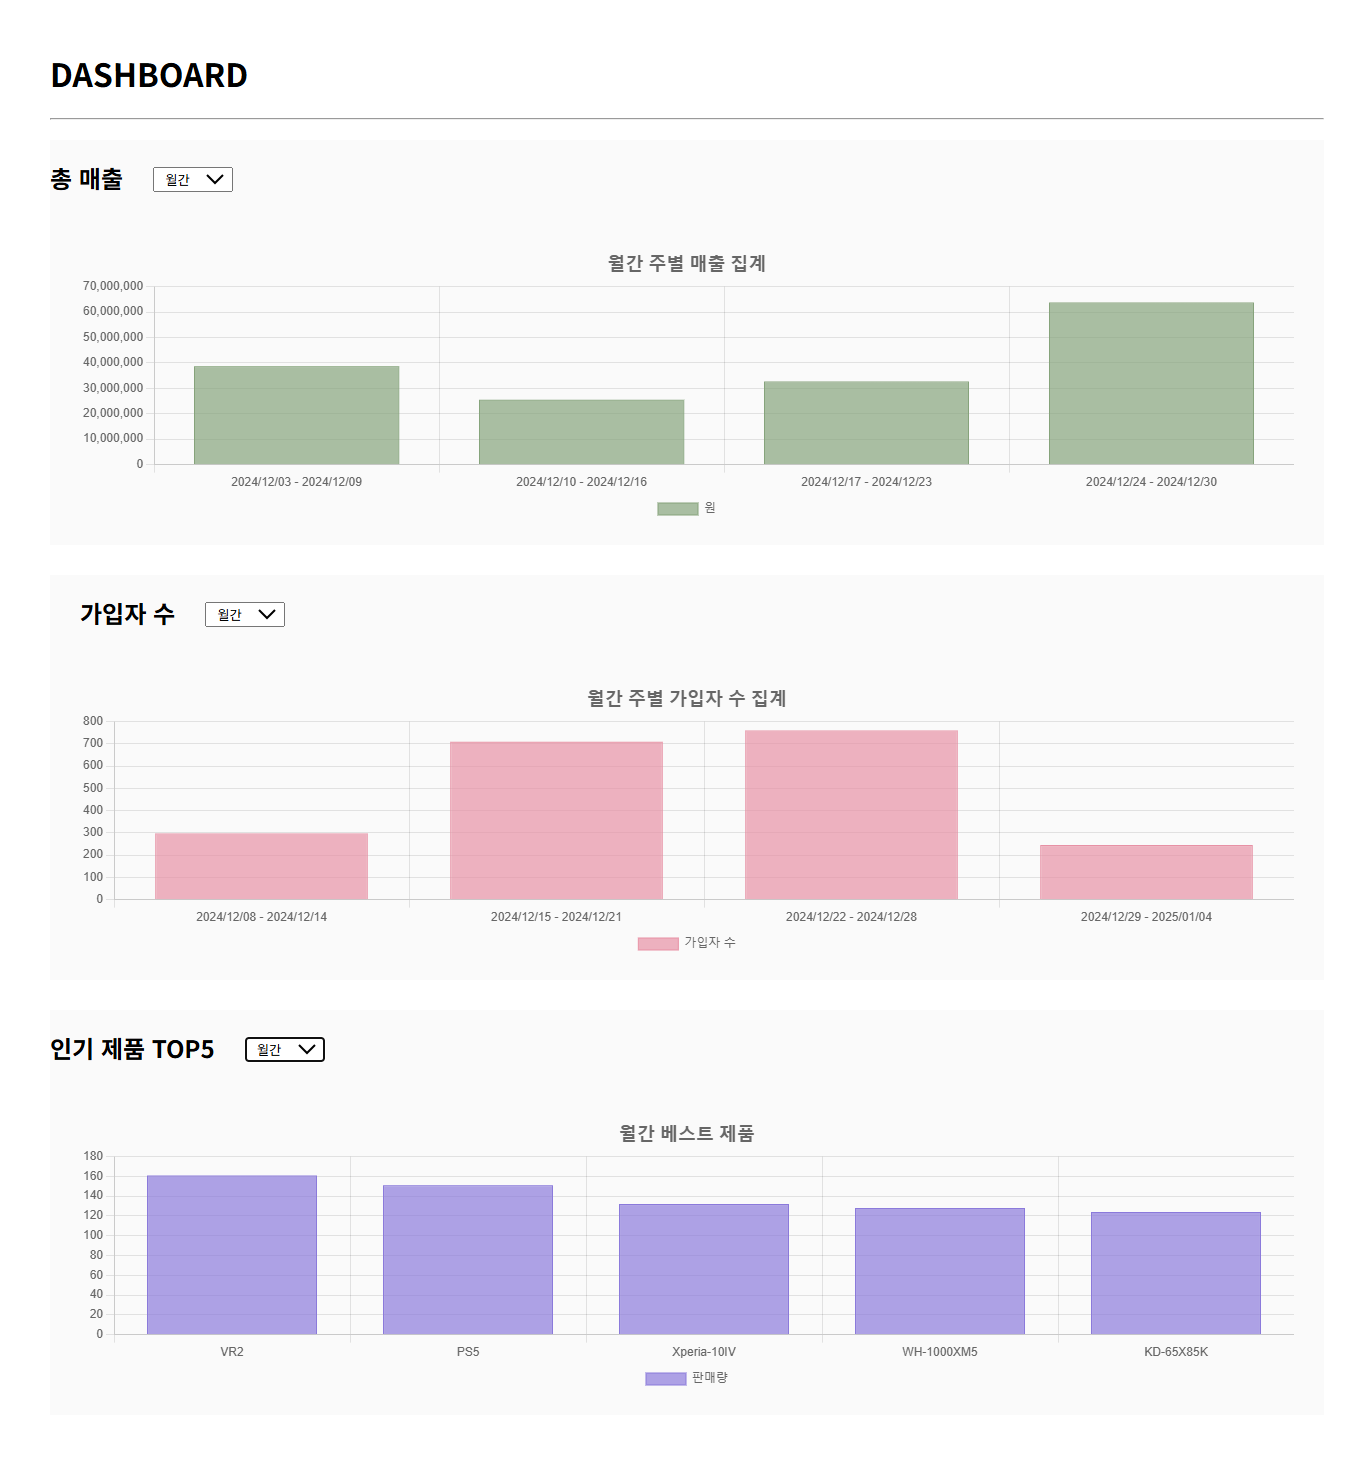 DASHBOARD
총 매출 월간
월간 주별 매출 집계
70,000,000
60,000,000
50,000,000
40,000,000
30,000,000
20,000,000
10,000,000
0
2024/12/03 - 2024/12/09 2024/12/10 - 2024/12/16 2024/12/17 - 2024/12/23 2024/12/24 - 2024/12/30
원
가입자 수 월간
월간 주별 가입자 수 집계
800
700
600
500
400
300
200
100
0
2024/12/08 - 2024/12/14 2024/12/15 - 2024/12/21 2024/12/22 - 2024/12/28 2024/12/29 - 2025/01/04
가입자 수
인기 제품 TOP5 월간
월간 베스트 제품
180
160
140
120
100
80
60
40
20
0
VR2 PS5 Xperia-10IV WH-1000XM5 KD-65X85K
판매량